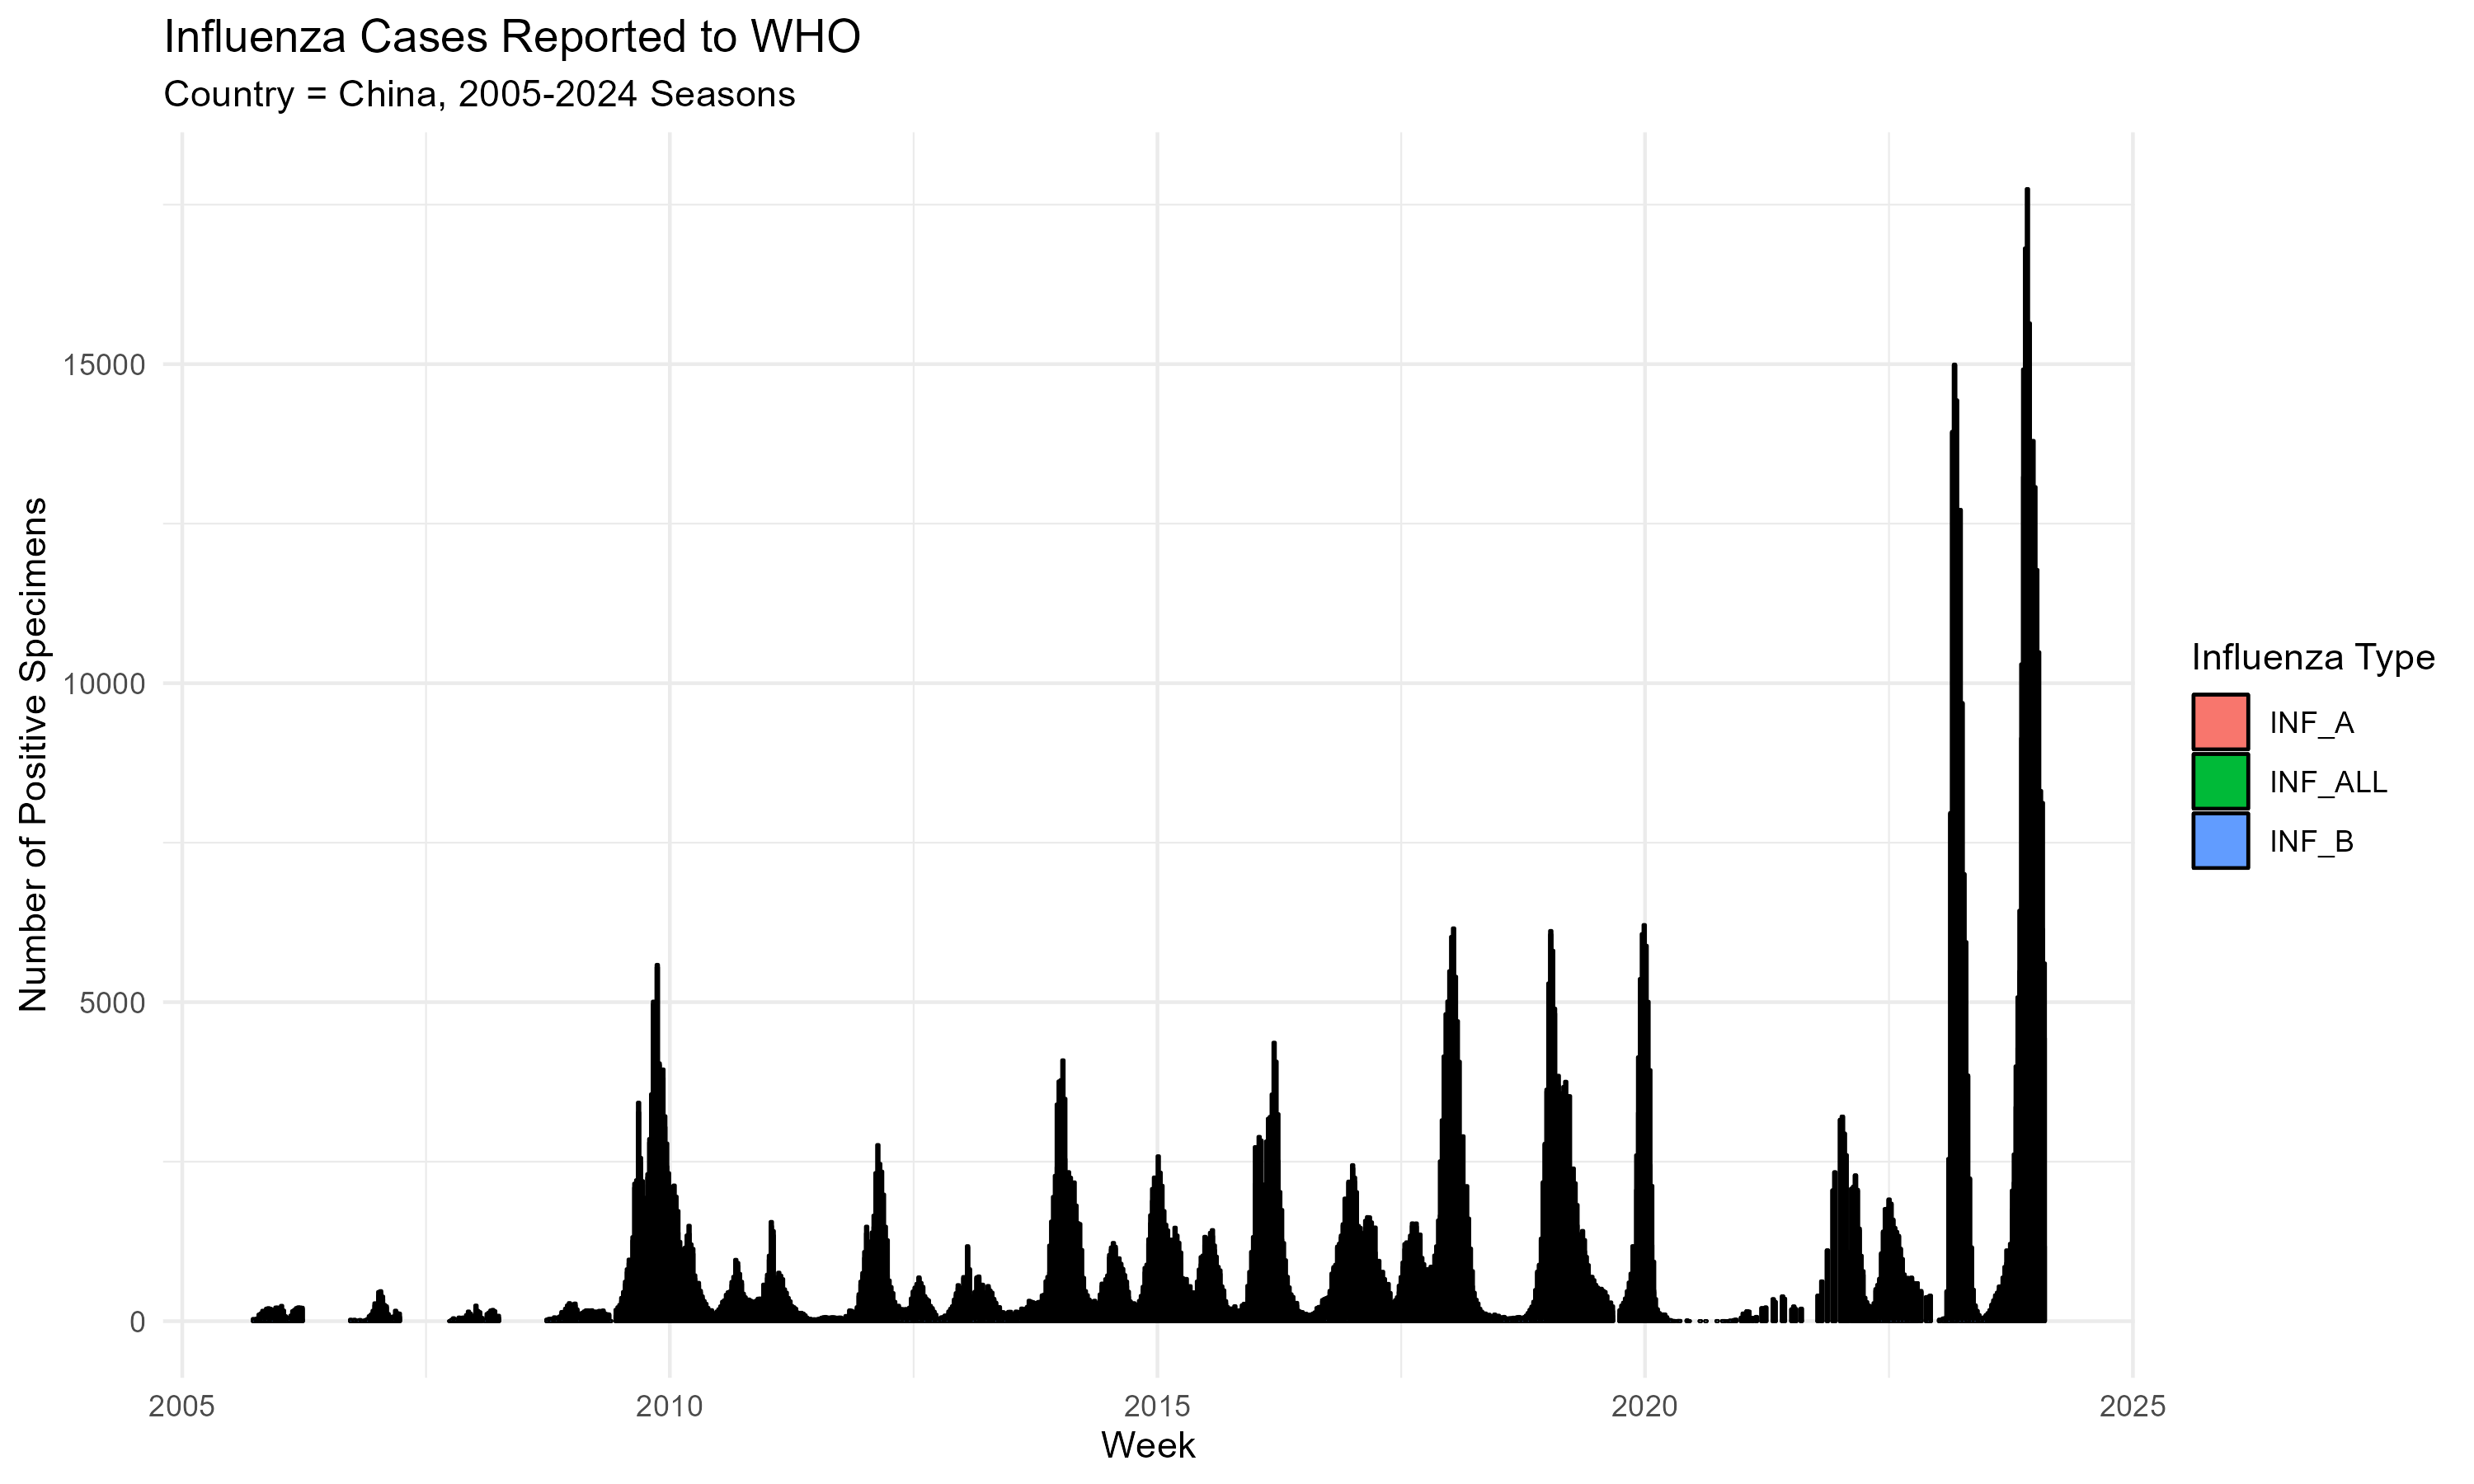 Influenza Cases Reported to WHO
Country = China, 2005-2024 Seasons
Number of Positive Specimens
15000
10000
5000
0
2005
2010
2015
2020
2025
Week
Influenza Type
INF_A
INF_ALL
INF_B